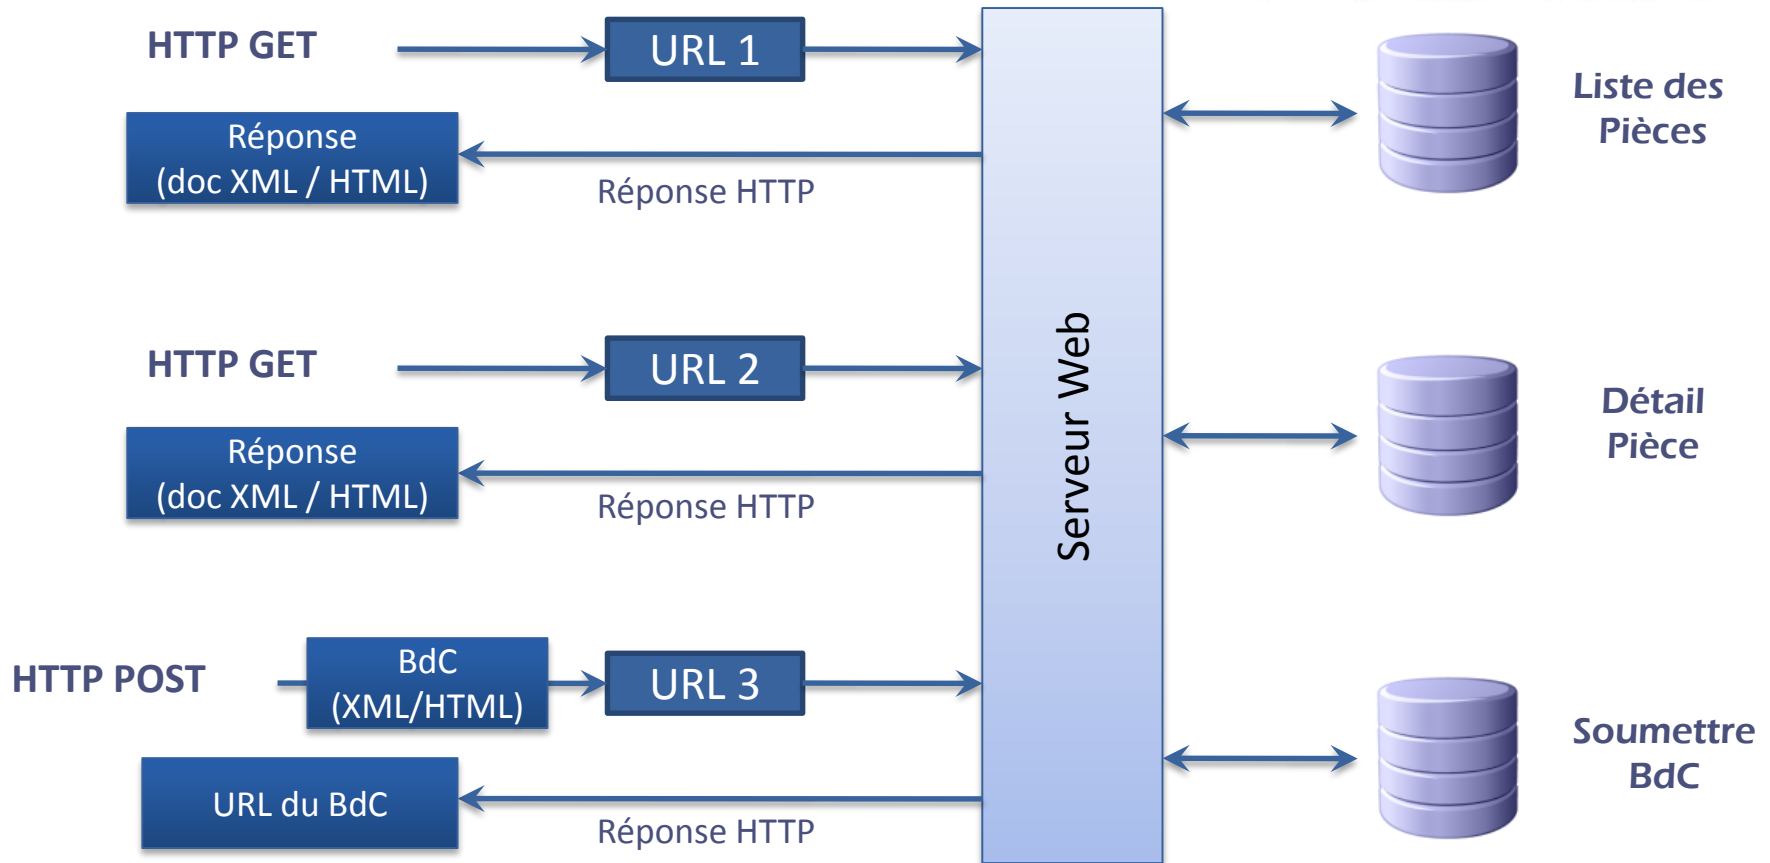 HTTP GET
URL 1
Réponse
(doc XML / HTML)
Réponse HTTP
Liste des
Pièces
HTTP GET
URL 2
Réponse
(doc XML / HTML)
Réponse HTTP
Serveur Web
Détail
Pièce
HTTP POST
BdC
(XML/HTML)
URL 3
URL du BdC
Réponse HTTP
Soumettre
BdC